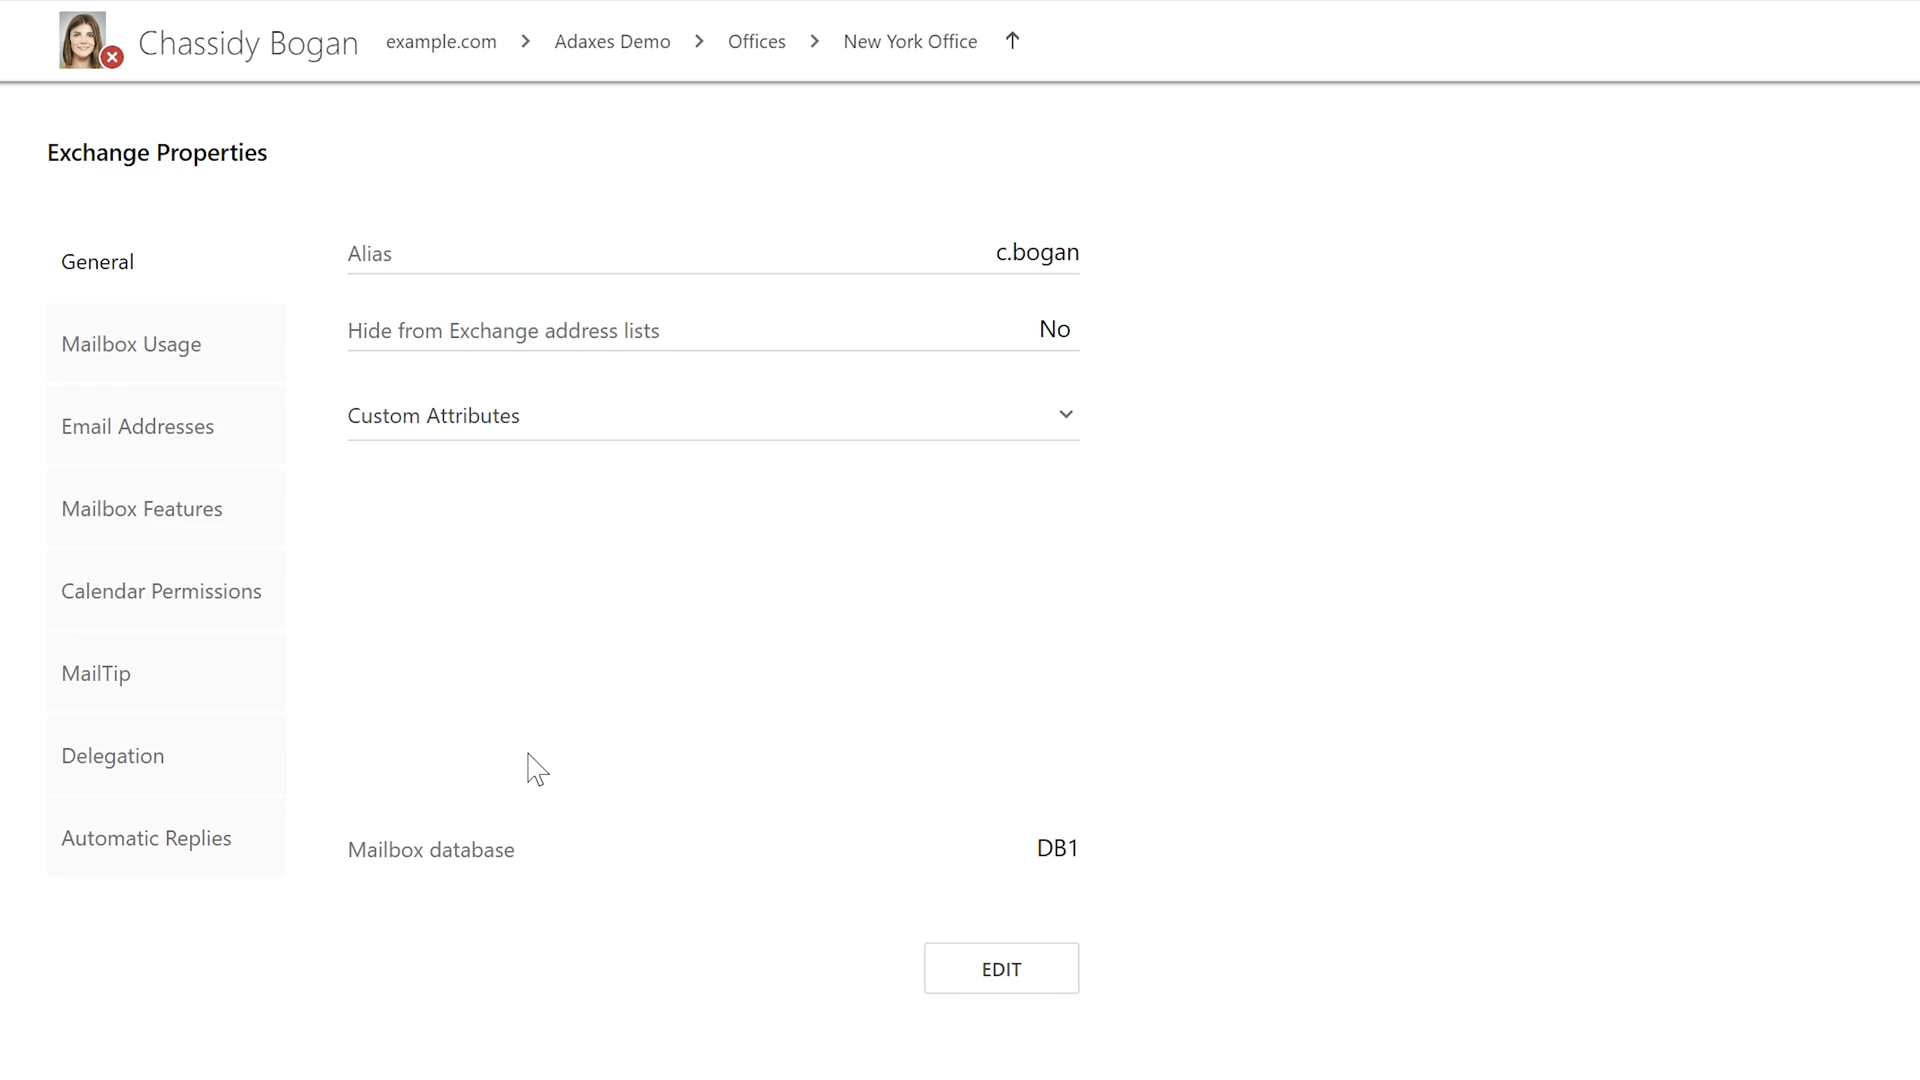 Chassidy Bogan example.com Adaxes Demo Offices New York Office
Exchange Properties
General
Mailbox Usage
Email Addresses
Mailbox Features
Calendar Permissions
MailTip
Delegation
Automatic Replies
Alias c.bogan
Hide from Exchange address lists No
Custom Attributes
Mailbox database DB1
EDIT